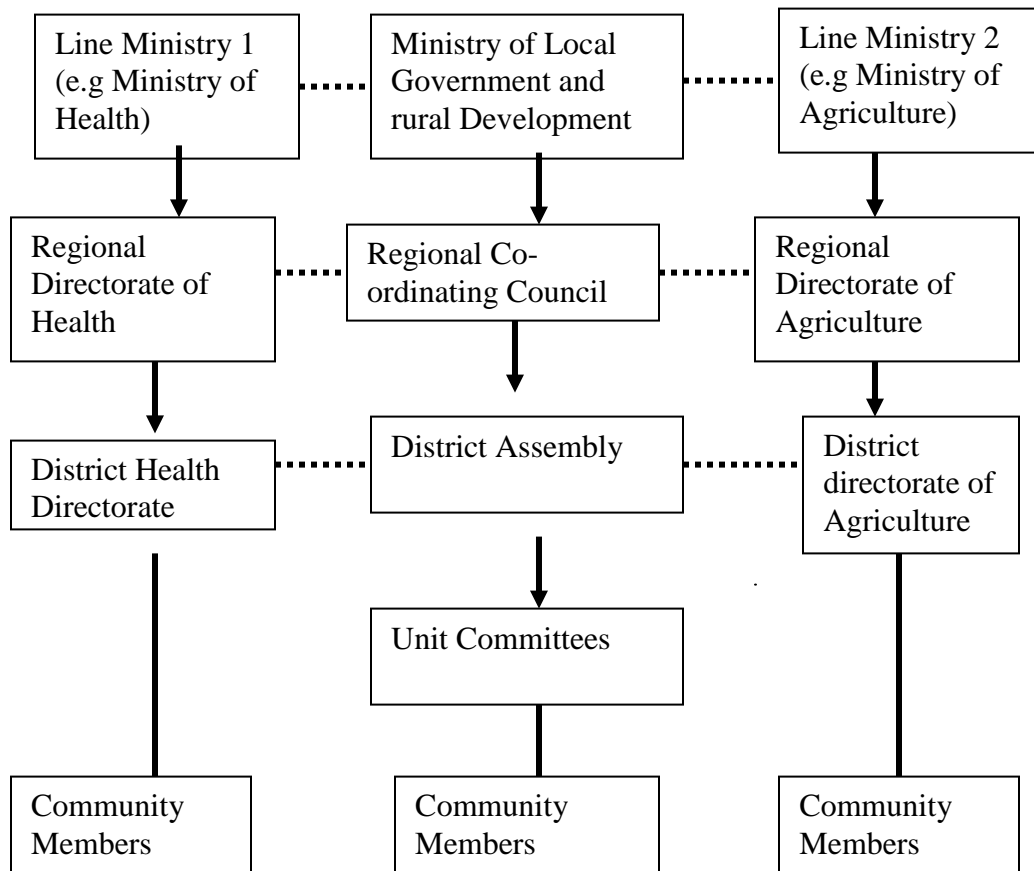 Line Ministry 1
(e.g Ministry of
Health)
Ministry of Local
Government and
rural Development
Line Ministry 2
(e.g Ministry of
Agriculture)
Regional
Directorate of
Health
Regional Co-
ordinating Council
Regional
Directorate of
Agriculture
District Health
Directorate
District Assembly
District
directorate of
Agriculture
Unit Committees
Community
Members
Community
Members
Community
Members